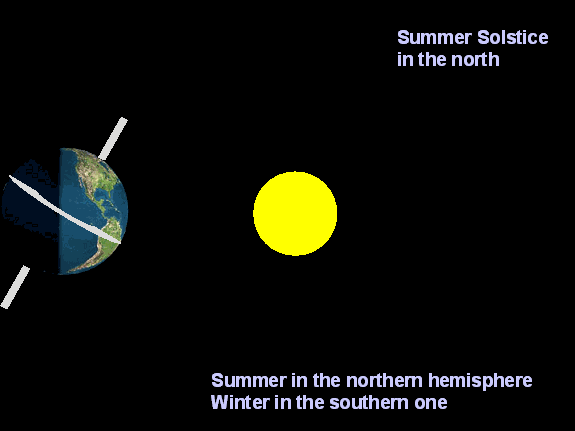 Summer Solstice
in the north
Summer in the northern hemisphere
Winter in the southern one